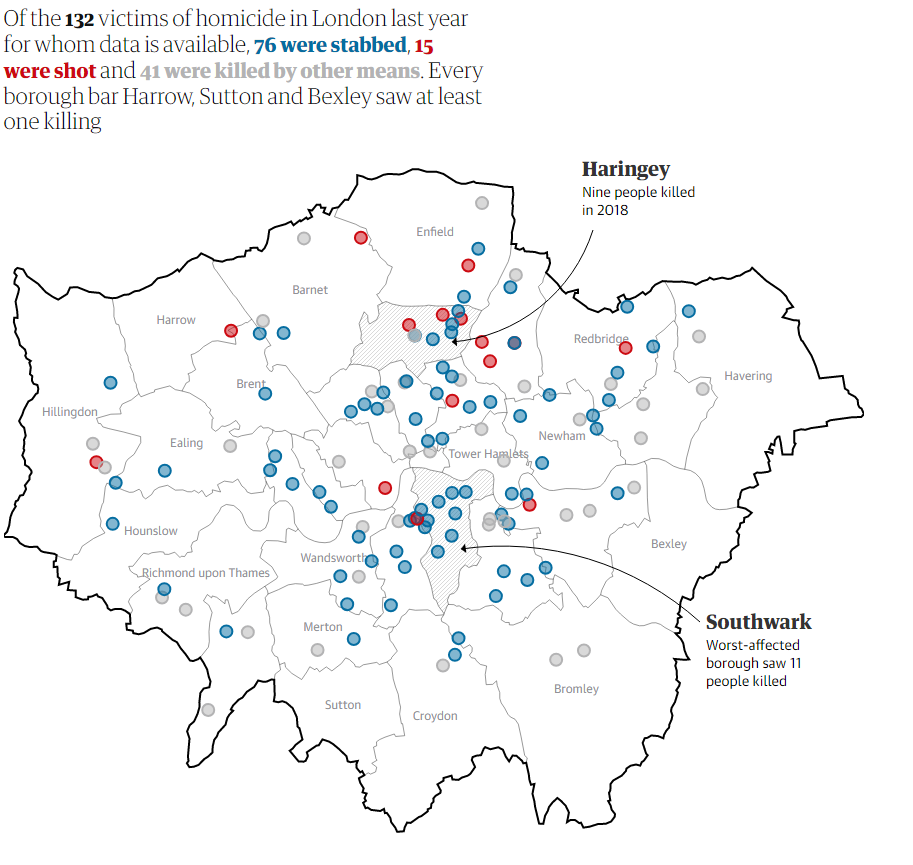 Of the 132 victims of homicide in London last year
for whom data is available, 76 were stabbed, 15
were shot and 41 were killed by other means. Every
borough bar Harrow, Sutton and Bexley saw at least
one killing
Haringey
Nine people killed
in 2018
Enfield
Barnet
Harrow
Redbridge
Havering
Brent
Hillingdon
Ealing
Newham
Tower Hamlets
Hounslow
Bexley
Wandsworth
Richmond upon Thames
Southwark
Worst-affected
borough saw 11
people killed
Merton
Bromley
Sutton
Croydon